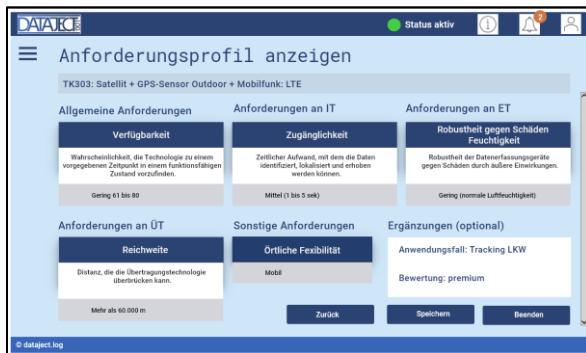 DATAJECT.LOG
Status aktiv
2
Anforderungsprofil anzeigen
TK303: Satellit + GPS-Sensor Outdoor + Mobilfunk: LTE
Allgemeine Anforderungen
Verfügbarkeit
Wahrscheinlichkeit, die Technologie zu einem
vorgegebenen Zeitpunkt in einem funktionsfähigen
Zustand vorzufinden.
Gering 61 bis 80
Anforderungen an IT
Zugänglichkeit
Zeitlicher Aufwand, mit dem die Daten
identifiziert, lokalisiert und erhoben
werden können.
Mittel (1 bis 5 sek)
Anforderungen an ET
Robustheit gegen Schäden
Feuchtigkeit
Robustheit der Datenerfassungsgeräte
gegen Schäden durch äußere Einwirkungen.
Gering (normale Luftfeuchtigkeit)
Anforderungen an ÜT
Reichweite
Distanz, die die Übertragungstechnologie
überbrücken kann.
Mehr als 60.000 m
Sonstige Anforderungen
Örtliche Fexibilität
Mobil
Ergänzungen (optional)
Anwendungsfall: Tracking LKW
Bewertung: premium
Zurück
Speichern
Beenden
© dataject.log